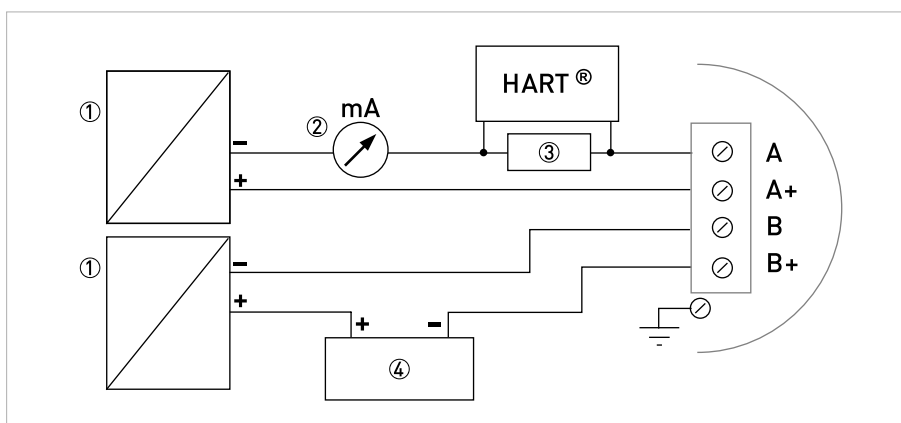 HART ®
mA
①
②
③
A
−
+
A+
B
①
−
B+
+
+
−
④